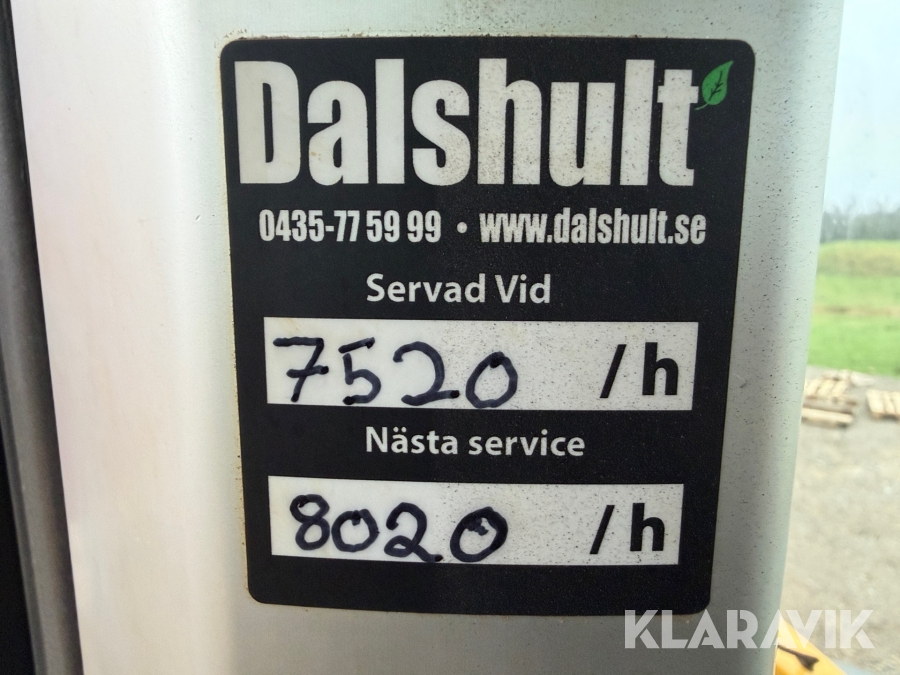 Dalshult
0435-77 59 99 • www.dalshult.se
Servad Vid
7520 /h
Nästa service
8020 /h
KLARAVIK